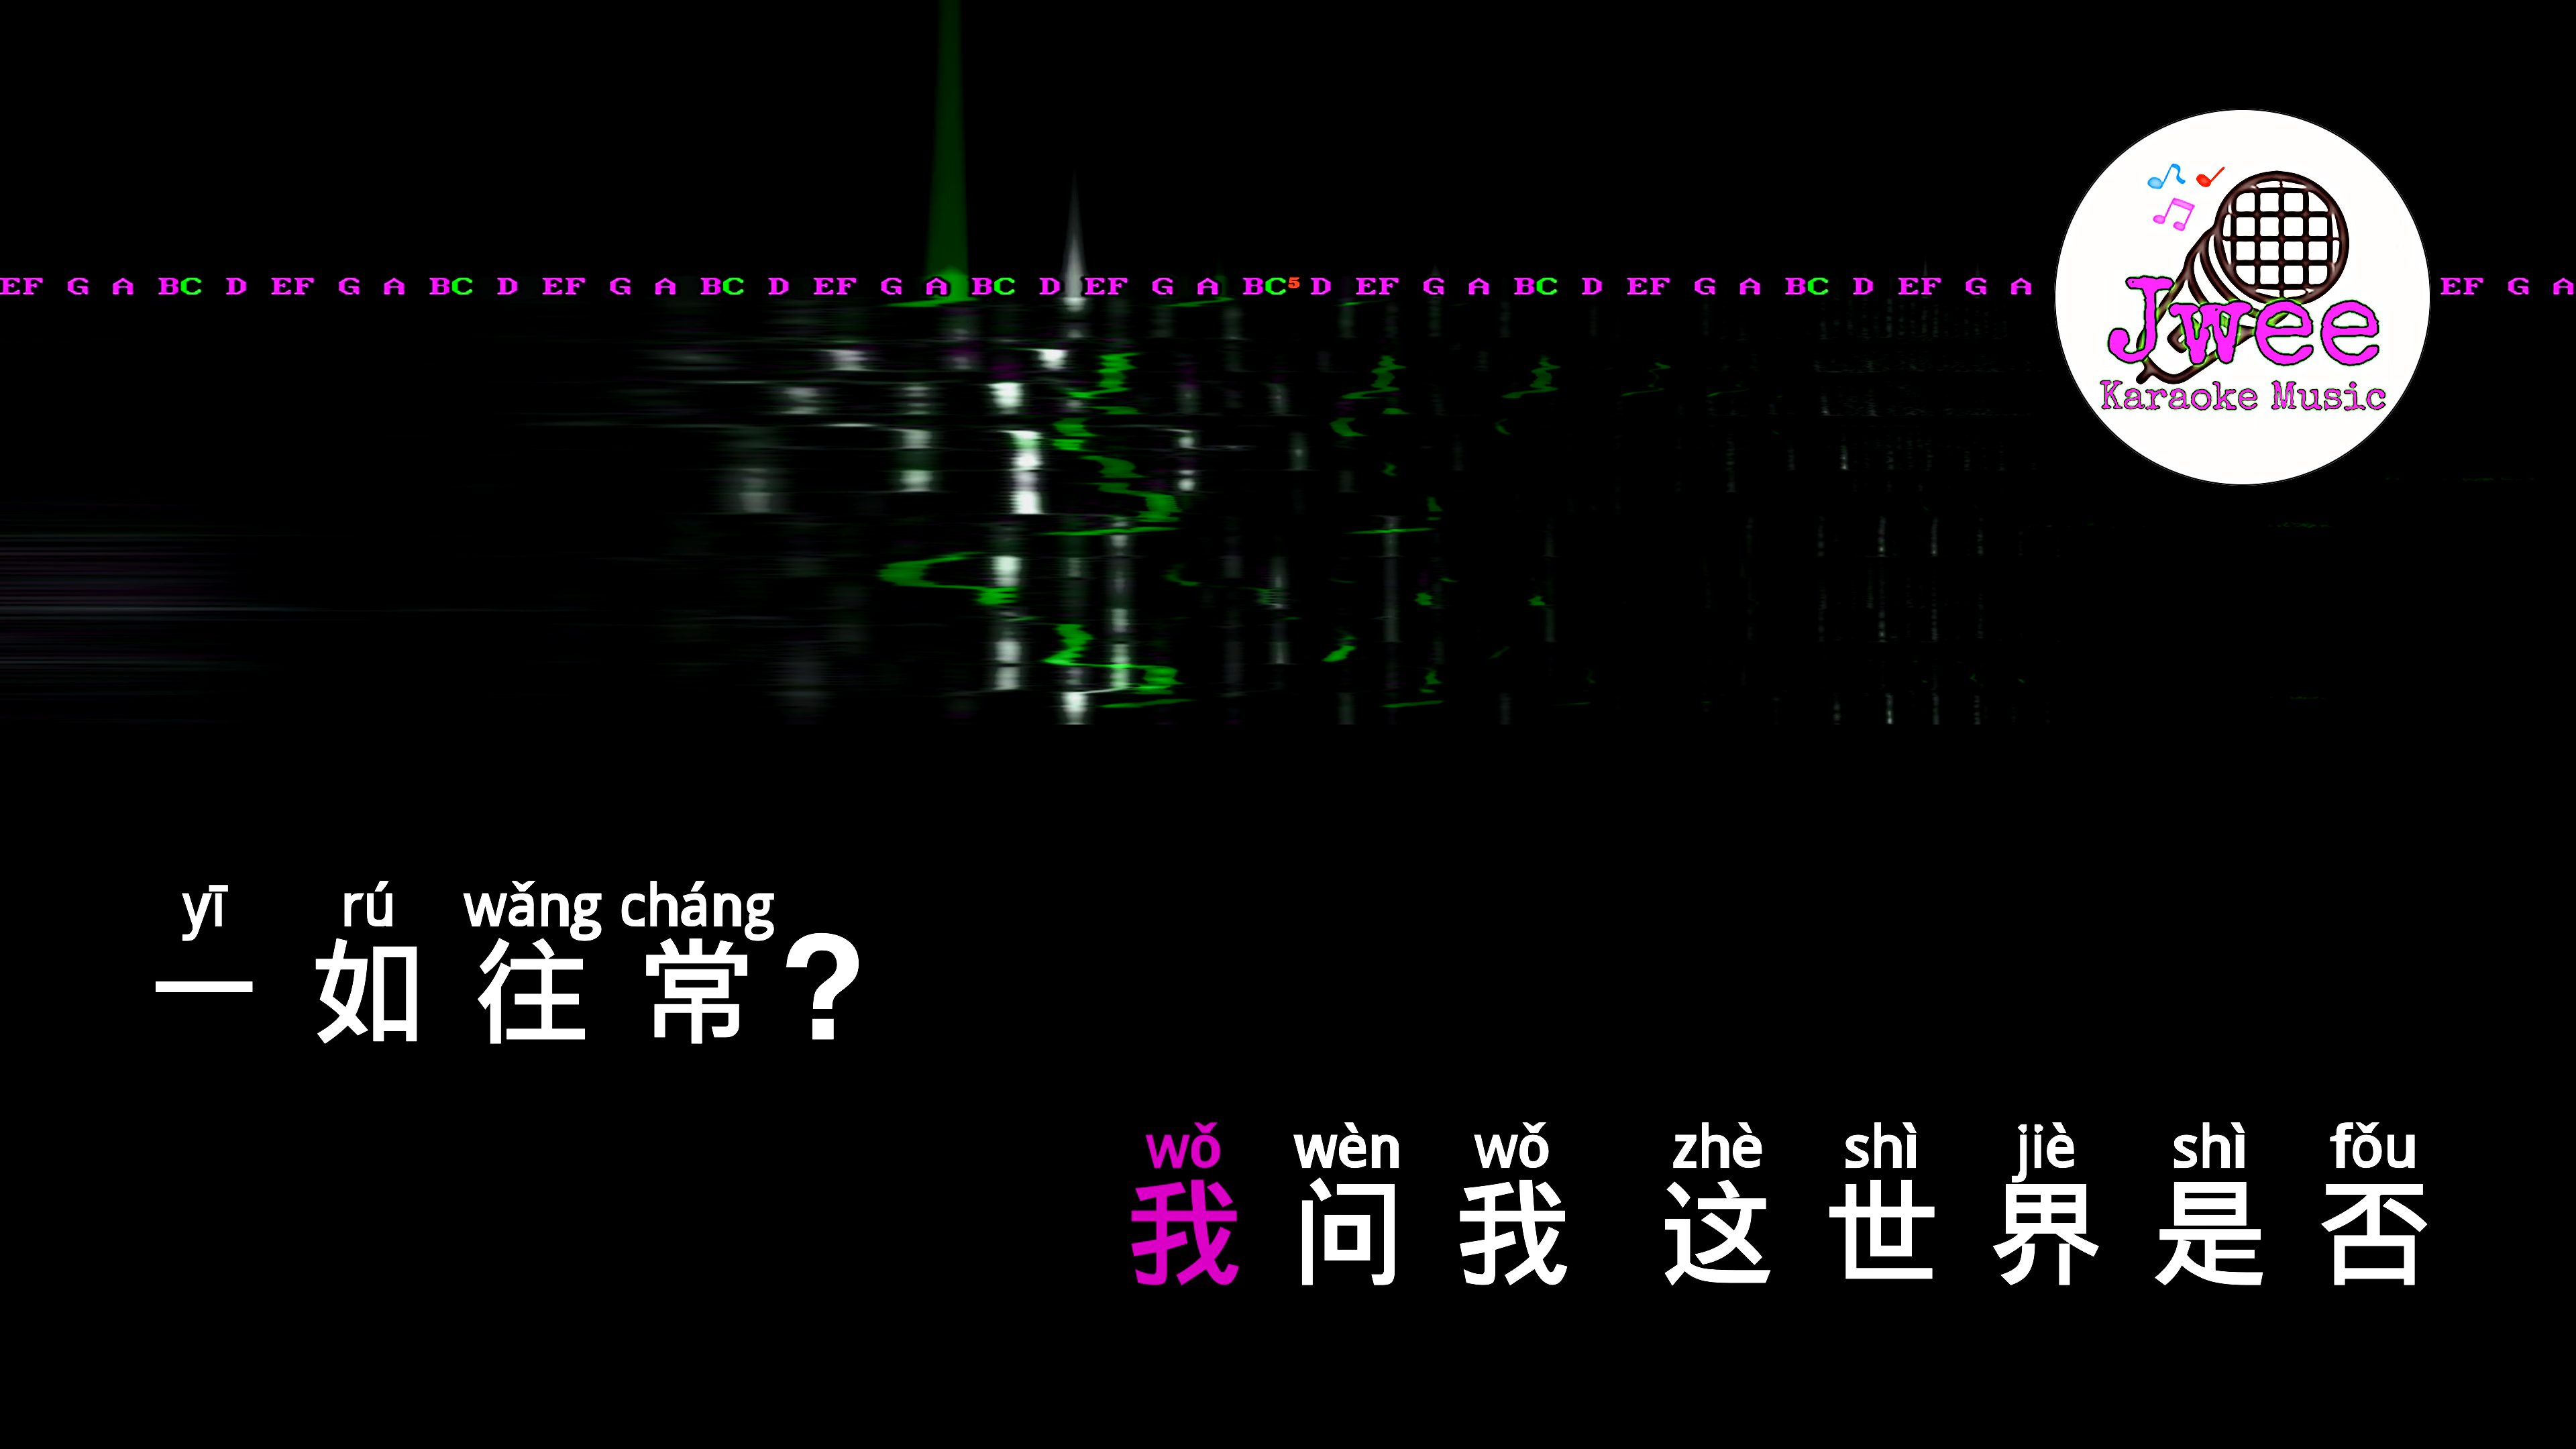 EF G A BC D EF G A BC D EF G A BC D EF G A BC D EF G A BC5 D EF G A BC D EF G A BC D EF G A EF G A
Jwee
Karaoke Music
yī rú wǎng cháng
一 如 往 常 ?
wǒ wèn wǒ zhè shì jiè shì fǒu
我 问 我 这 世 界 是 否